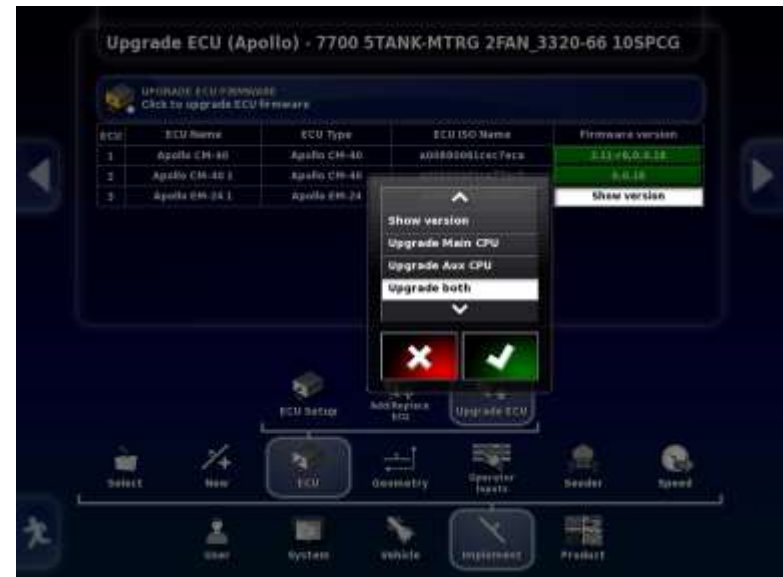 Upgrade ECU (Apollo) - 7700 5TANK-MTRG 2FAN_3320-66 10SPCG
UPGRADE ECU FIRMWARE
Click to upgrade ECU firmware
ECU ECU Name ECU Type ECU ISO Name Firmware version
1 Apollo CM-40 Apollo CM-40
2 Apollo CM-40 1 Apollo CM-40
3 Apollo EM-24 1 Apollo EM-24 Show version
Show version
Upgrade Main CPU
Upgrade Aux CPU
Upgrade both
ECU Setup Add/Replace ECU Upgrade ECU
Select New ECU Geometry Operator Inputs Seeder Speed
User System Vehicle Implement Product